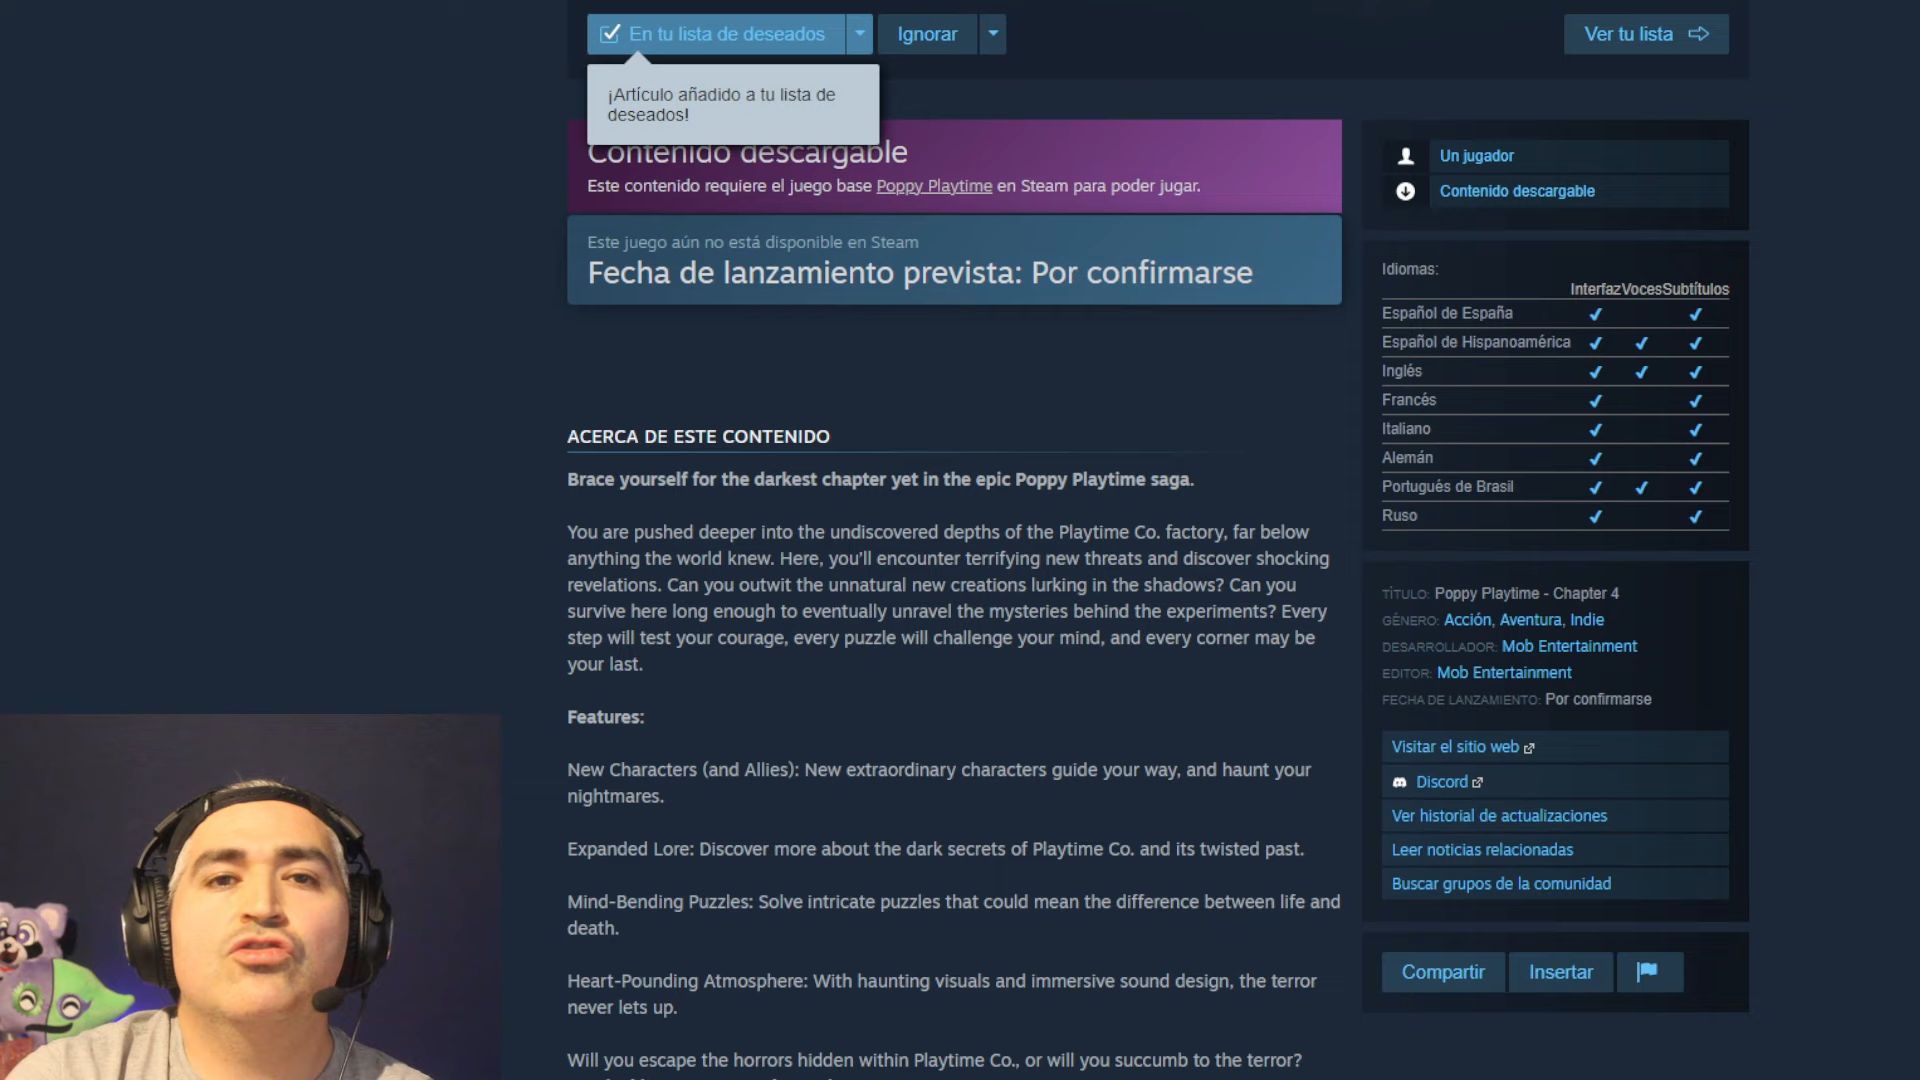 En tu lista de deseados
Ignorar
Ver tu lista
¡Artículo añadido a tu lista de
deseados!
Contenido descargable
Este contenido requiere el juego base Poppy Playtime en Steam para poder jugar.
Este juego aún no está disponible en Steam
Fecha de lanzamiento prevista: Por confirmarse
ACERCA DE ESTE CONTENIDO
Brace yourself for the darkest chapter yet in the epic Poppy Playtime saga.
You are pushed deeper into the undiscovered depths of the Playtime Co. factory, far below
anything the world knew. Here, you'll encounter terrifying new threats and discover shocking
revelations. Can you outwit the unnatural new creations lurking in the shadows? Can you
survive here long enough to eventually unravel the mysteries behind the experiments? Every
step will test your courage, every puzzle will challenge your mind, and every corner may be
your last.
Features:
New Characters (and Allies): New extraordinary characters guide your way, and haunt your
nightmares.
Expanded Lore: Discover more about the dark secrets of Playtime Co. and its twisted past.
Mind-Bending Puzzles: Solve intricate puzzles that could mean the difference between life and
death.
Heart-Pounding Atmosphere: With haunting visuals and immersive sound design, the terror
never lets up.
Will you escape the horrors hidden within Playtime Co., or will you succumb to the terror?
Un jugador
Contenido descargable
Idiomas:
Interfaz Voces Subtítulos
Español de España ✔ ✔
Español de Hispanoamérica ✔ ✔ ✔
Inglés ✔ ✔ ✔
Francés ✔ ✔
Italiano ✔ ✔
Alemán ✔ ✔
Portugués de Brasil ✔ ✔ ✔
Ruso ✔ ✔
TÍTULO: Poppy Playtime - Chapter 4
GÉNERO: Acción, Aventura, Indie
DESARROLLADOR: Mob Entertainment
EDITOR: Mob Entertainment
FECHA DE LANZAMIENTO: Por confirmarse
Visitar el sitio web
Discord
Ver historial de actualizaciones
Leer noticias relacionadas
Buscar grupos de la comunidad
Compartir
Insertar